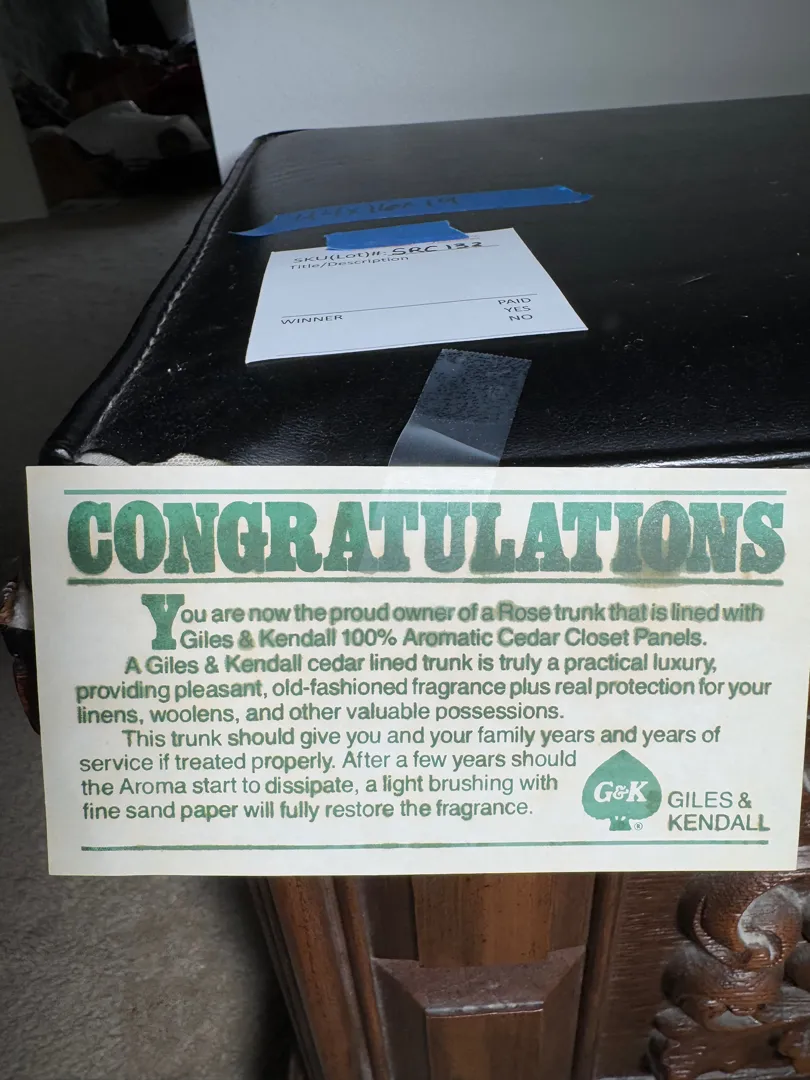 SKU(Lot)#: SRC 132
Title/Description
PAID
WINNER YES
NO
CONGRATULATIONS
You are now the proud owner of a Rose trunk that is lined with
Giles & Kendall 100% Aromatic Cedar Closet Panels.
A Giles & Kendall cedar lined trunk is truly a practical luxury,
providing pleasant, old-fashioned fragrance plus real protection for your
linens, woolens, and other valuable possessions.
This trunk should give you and your family years and years of
service if treated properly. After a few years should
the Aroma start to dissipate, a light brushing with
fine sand paper will fully restore the fragrance.
G&K ®
GILES &
KENDALL